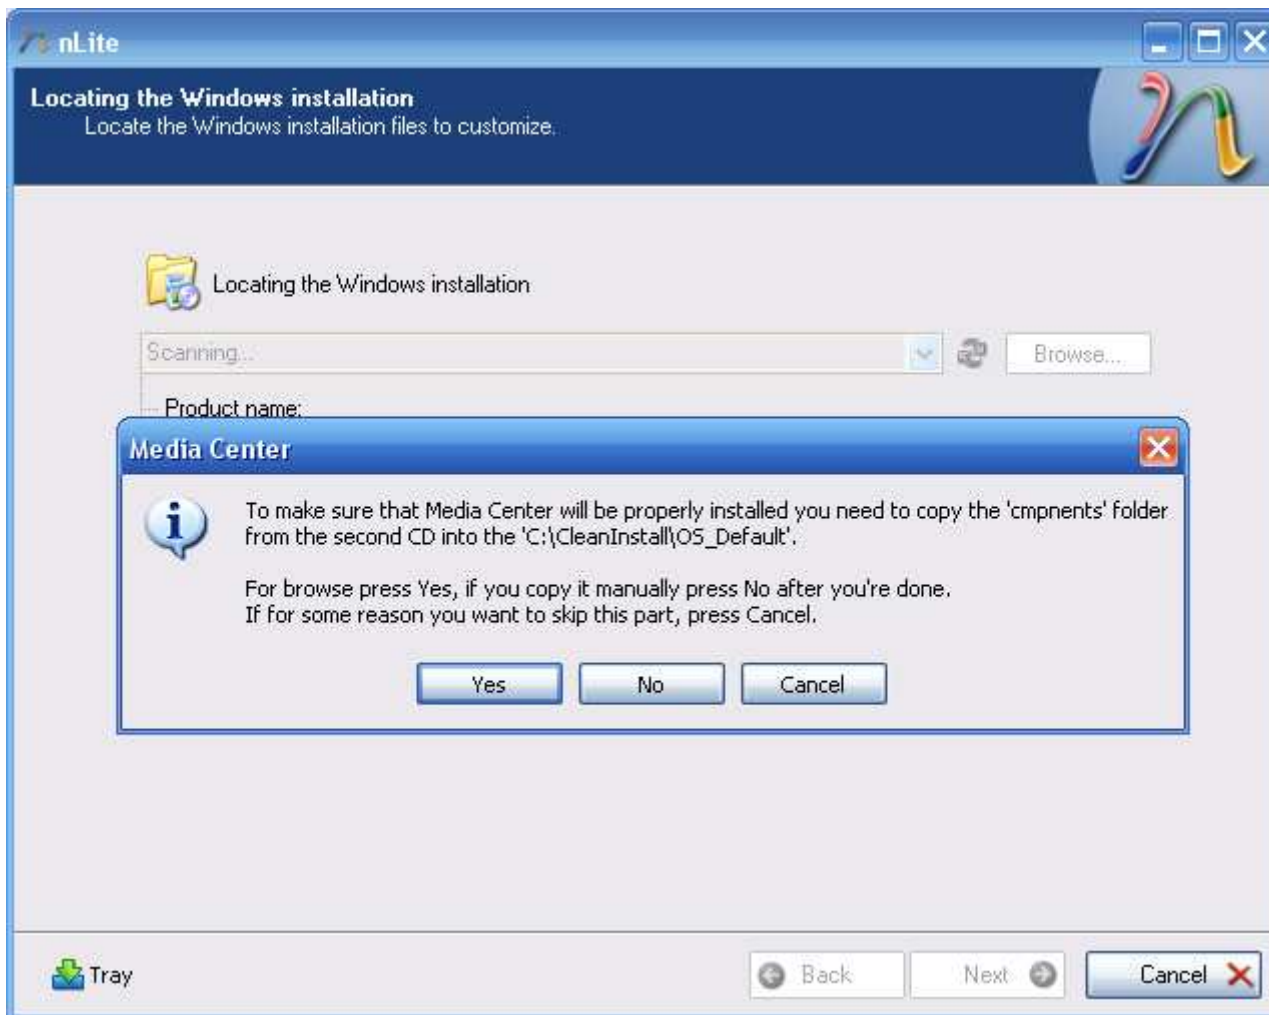 nLite
Locating the Windows installation
Locate the Windows installation files to customize.
Locating the Windows installation
Scanning...
Browse...
Product name:
Media Center
To make sure that Media Center will be properly installed you need to copy the 'cmpnents' folder
from the second CD into the 'C:\CleanInstall\OS_Default'.
For browse press Yes, if you copy it manually press No after you're done.
If for some reason you want to skip this part, press Cancel.
Yes
No
Cancel
Tray
Back
Next
Cancel